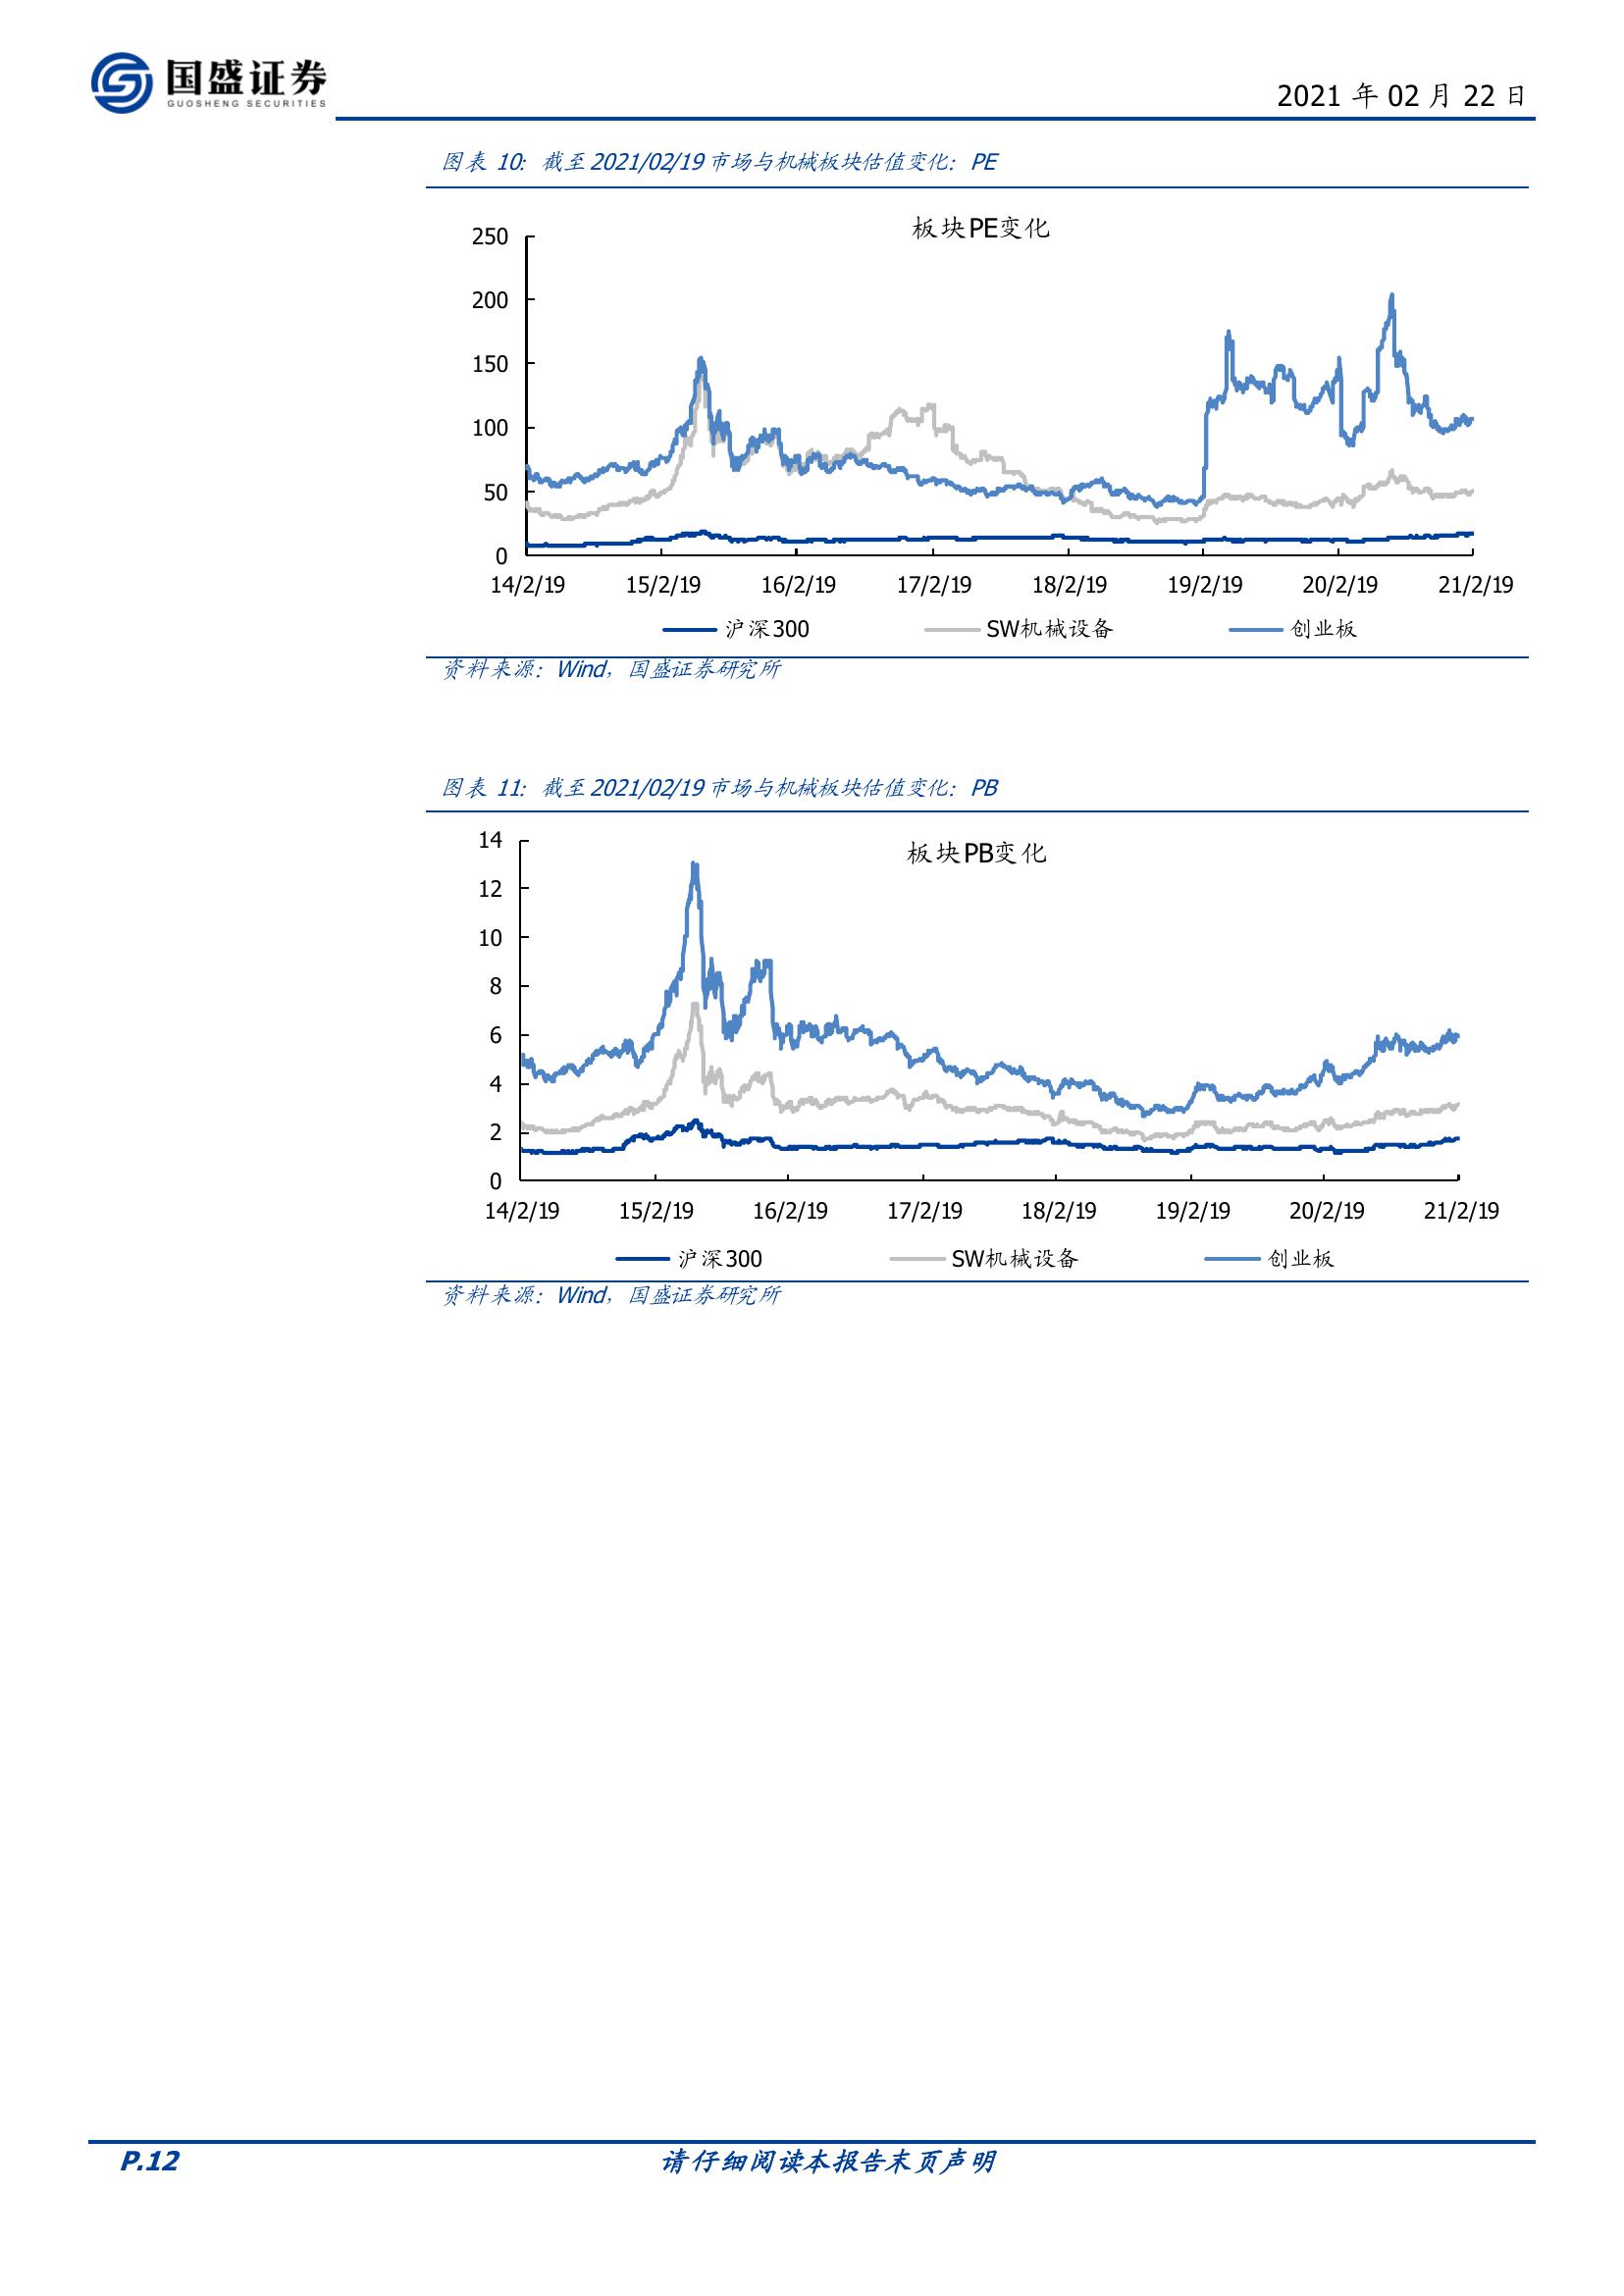 国盛证券
GUOSHENG SECURITIES
2021 年 02 月 22 日
图表 10：截至 2021/02/19 市场与机械板块估值变化：PE
板块PE变化
250
200
150
100
50
0
14/2/19 15/2/19 16/2/19 17/2/19 18/2/19 19/2/19 20/2/19 21/2/19
沪深300 SW机械设备 创业板
资料来源：Wind，国盛证券研究所
图表 11：截至 2021/02/19 市场与机械板块估值变化：PB
板块PB变化
14
12
10
8
6
4
2
0
14/2/19 15/2/19 16/2/19 17/2/19 18/2/19 19/2/19 20/2/19 21/2/19
沪深300 SW机械设备 创业板
资料来源：Wind，国盛证券研究所
P.12 请仔细阅读本报告末页声明